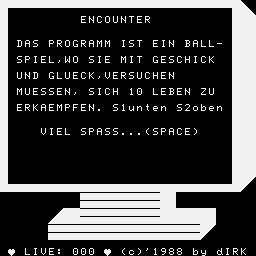 ENCOUNTER
DAS PROGRAMM IST EIN BALL-
SPIEL,WO SIE MIT GESCHICK
UND GLUECK,VERSUCHEN
MUESSEN, SICH 10 LEBEN ZU
ERKAEMPFEN. S1unten S2oben
VIEL SPASS...(SPACE)
♥ LIVE: 000 ♥ (c)'1988 by dIRK